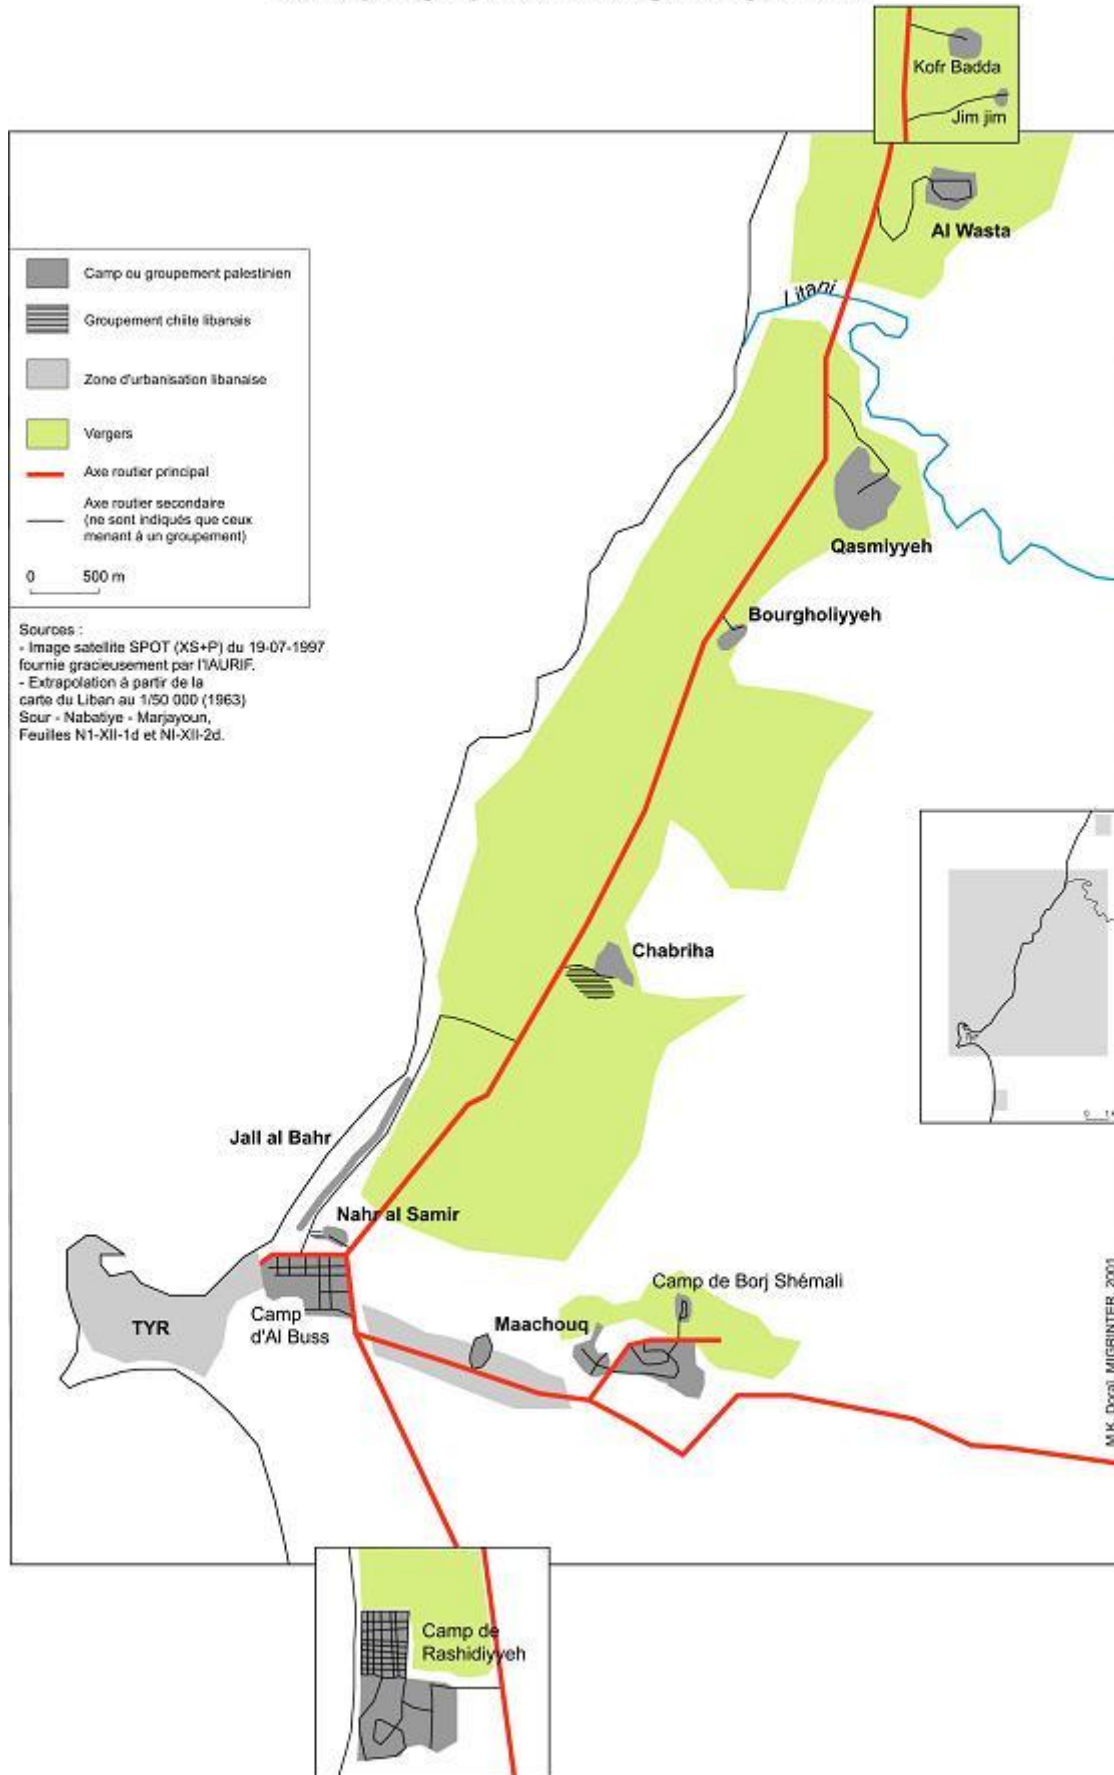 Kofr Badda
Jim jim
Al Wasta
Litani
Camp ou groupement palestinien
Groupement chiite libanais
Zone d'urbanisation libanaise
Vergers
Axe routier principal
Axe routier secondaire
(ne sont indiqués que ceux
menant à un groupement)
0 500 m
Sources :
- Image satellite SPOT (XS+P) du 19-07-1997
fournie gracieusement par l'IAURIF.
- Extrapolation à partir de la
carte du Liban au 1/50 000 (1963)
Sour - Nabatiye - Marjayoun,
Feuilles N1-XII-1d et NI-XII-2d.
Qasmiyyeh
Bourgholiyyeh
Chabriha
Jall al Bahr
Nahr al Samir
TYR
Camp
d'Al Buss
Maachouq
Camp de Borj Shémali
Camp de
Rashidiyyeh
M.K. Doraï, MIGRINTER, 2001